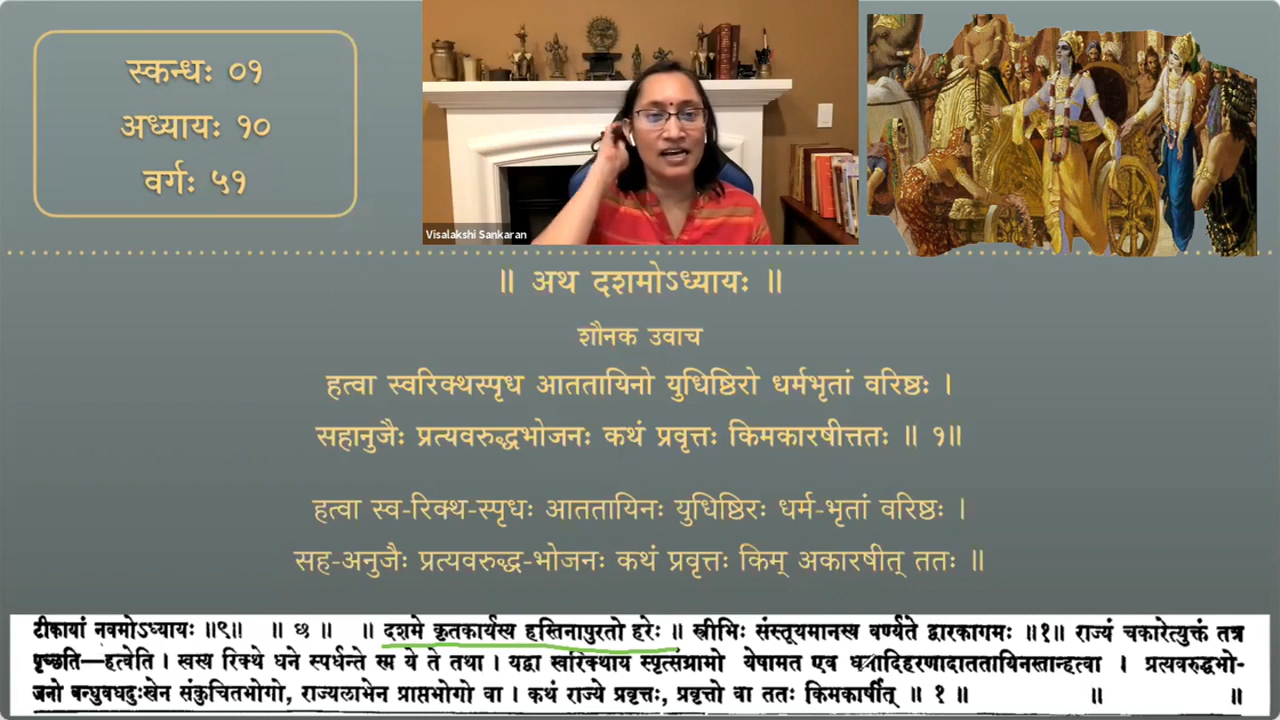 स्कन्धः ०१
अध्यायः १०
वर्गः ५१
Visalakshi Sankaran
॥ अथ दशमोऽध्यायः ॥
शौनक उवाच
हत्वा स्वरिक्थस्पृध आततायिनो युधिष्ठिरो धर्मभृतां वरिष्ठः ।
सहानुजैः प्रत्यवरुद्धभोजनः कथं प्रवृत्तः किमकारषीत्ततः ॥ १॥
हत्वा स्व-रिक्थ-स्पृधः आततायिनः युधिष्ठिरः धर्म-भृतां वरिष्ठः ।
सह-अनुजैः प्रत्यवरुद्ध-भोजनः कथं प्रवृत्तः किम् अकारषीत् ततः ॥
टीकायां नवमोऽध्यायः ॥९॥ ॥ छ ॥ ॥ दशमे कृतकार्यस्य हस्तिनापुरतो हरेः ॥ स्त्रीभिः संस्तूयमानस्य वर्ण्यते द्वारकागमः ॥१॥ राज्यं चकारेत्युक्तं तत्र
पृच्छति—हत्वेति । स्वस्य रिक्थे धने स्पर्धन्ते स्म ये ते तथा । यद्वा स्वरिक्थाय स्पृत्संग्रामो येषामत एव धनादिहरणादाततायिनस्तान्हत्वा । प्रत्यवरुद्धभो-
जनो बन्धुवधदुःखेन संकुचितभोगो, राज्यलाभेन प्राप्तभोगो वा । कथं राज्ये प्रवृत्तः, प्रवृत्तो वा ततः किमकार्षीत् ॥ १ ॥ ॥ ॥